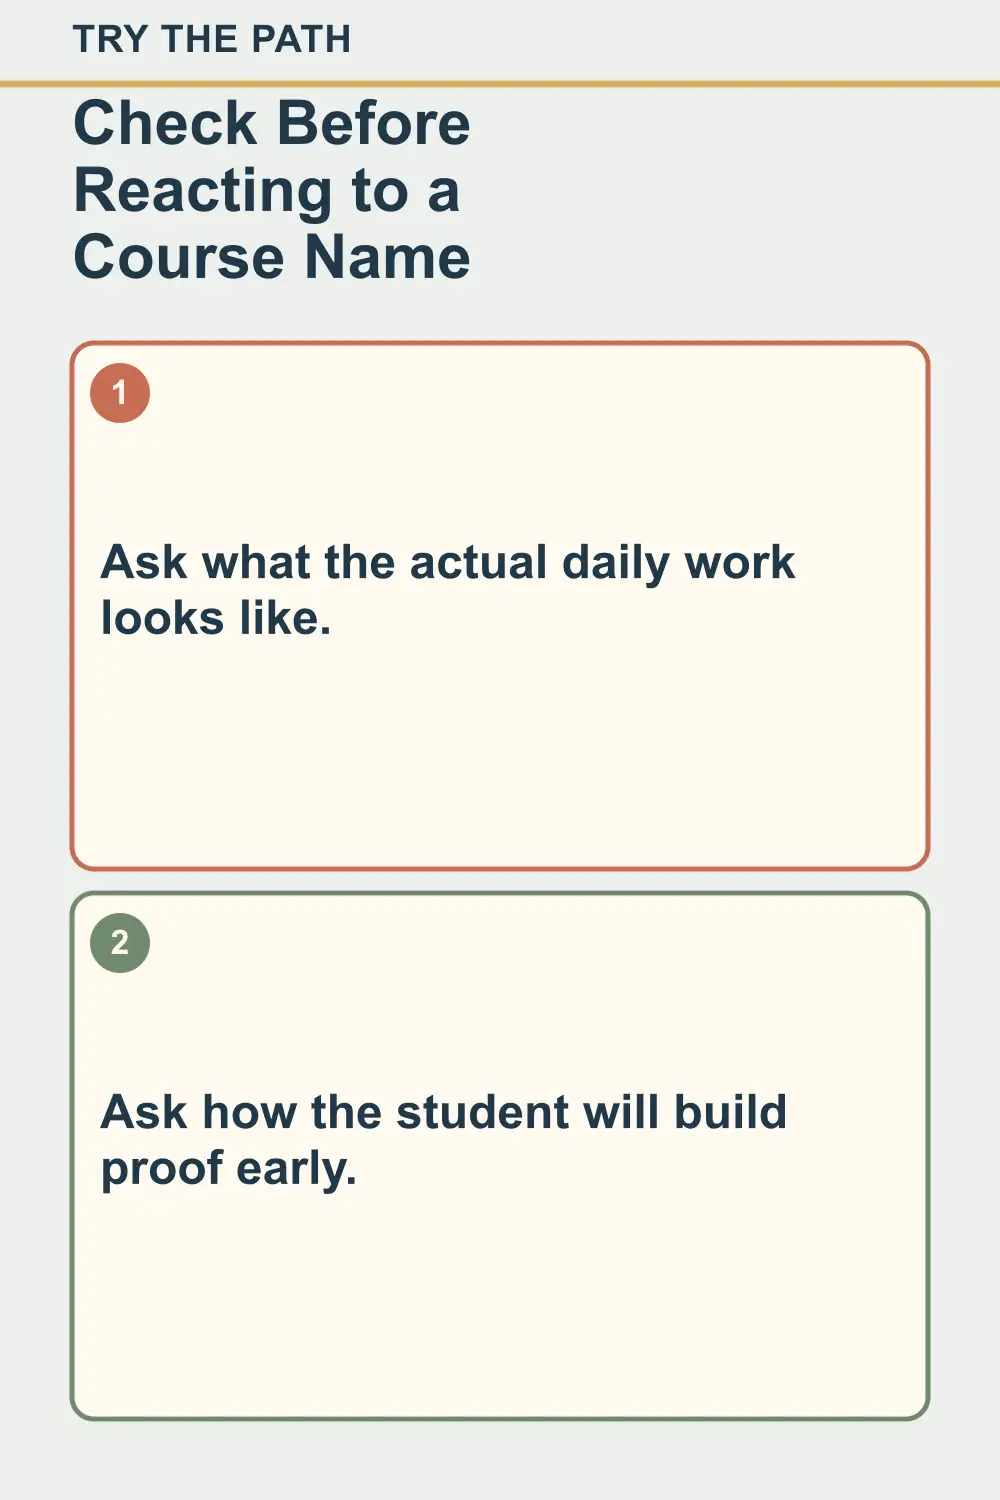 TRY THE PATH
Check Before
Reacting to a
Course Name
1
Ask what the actual daily work
looks like.
2
Ask how the student will build
proof early.